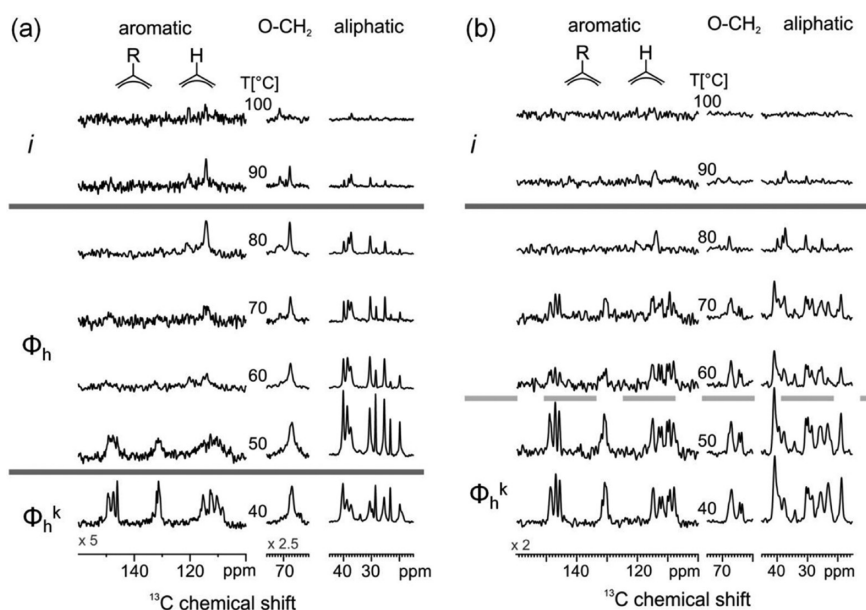 (a)
aromatic
O-CH₂
aliphatic
R
H
T[°C]
100
i
90
80
70
Φₕ
60
50
Φₕᵏ
40
x 5
x 2.5
140
120
ppm
70
40
30
ppm
¹³C chemical shift
(b)
aromatic
O-CH₂
aliphatic
R
H
T[°C]
100
i
90
80
70
60
50
Φₕᵏ
40
x 2
140
120
ppm
70
40
30
ppm
¹³C chemical shift